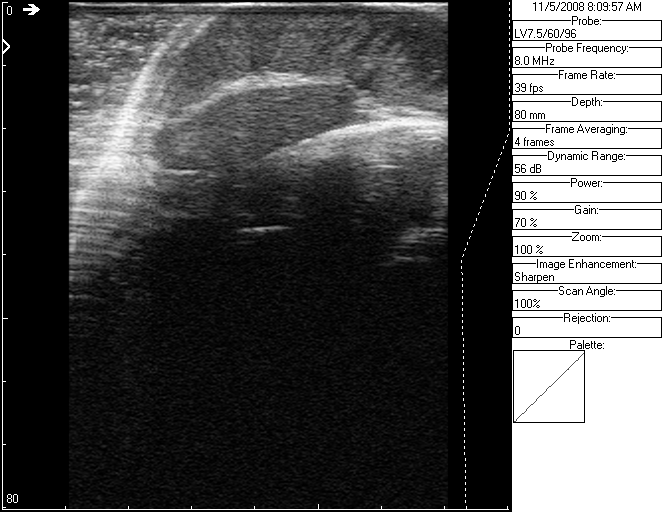 0
80
11/5/2008 8:09:57 AM
Probe:
LV7.5/60/96
Probe Frequency:
8.0 MHz
Frame Rate:
39 fps
Depth:
80 mm
Frame Averaging:
4 frames
Dynamic Range:
56 dB
Power:
90 %
Gain:
70 %
Zoom:
100 %
Image Enhancement:
Sharpen
Scan Angle:
100%
Rejection:
0
Palette: